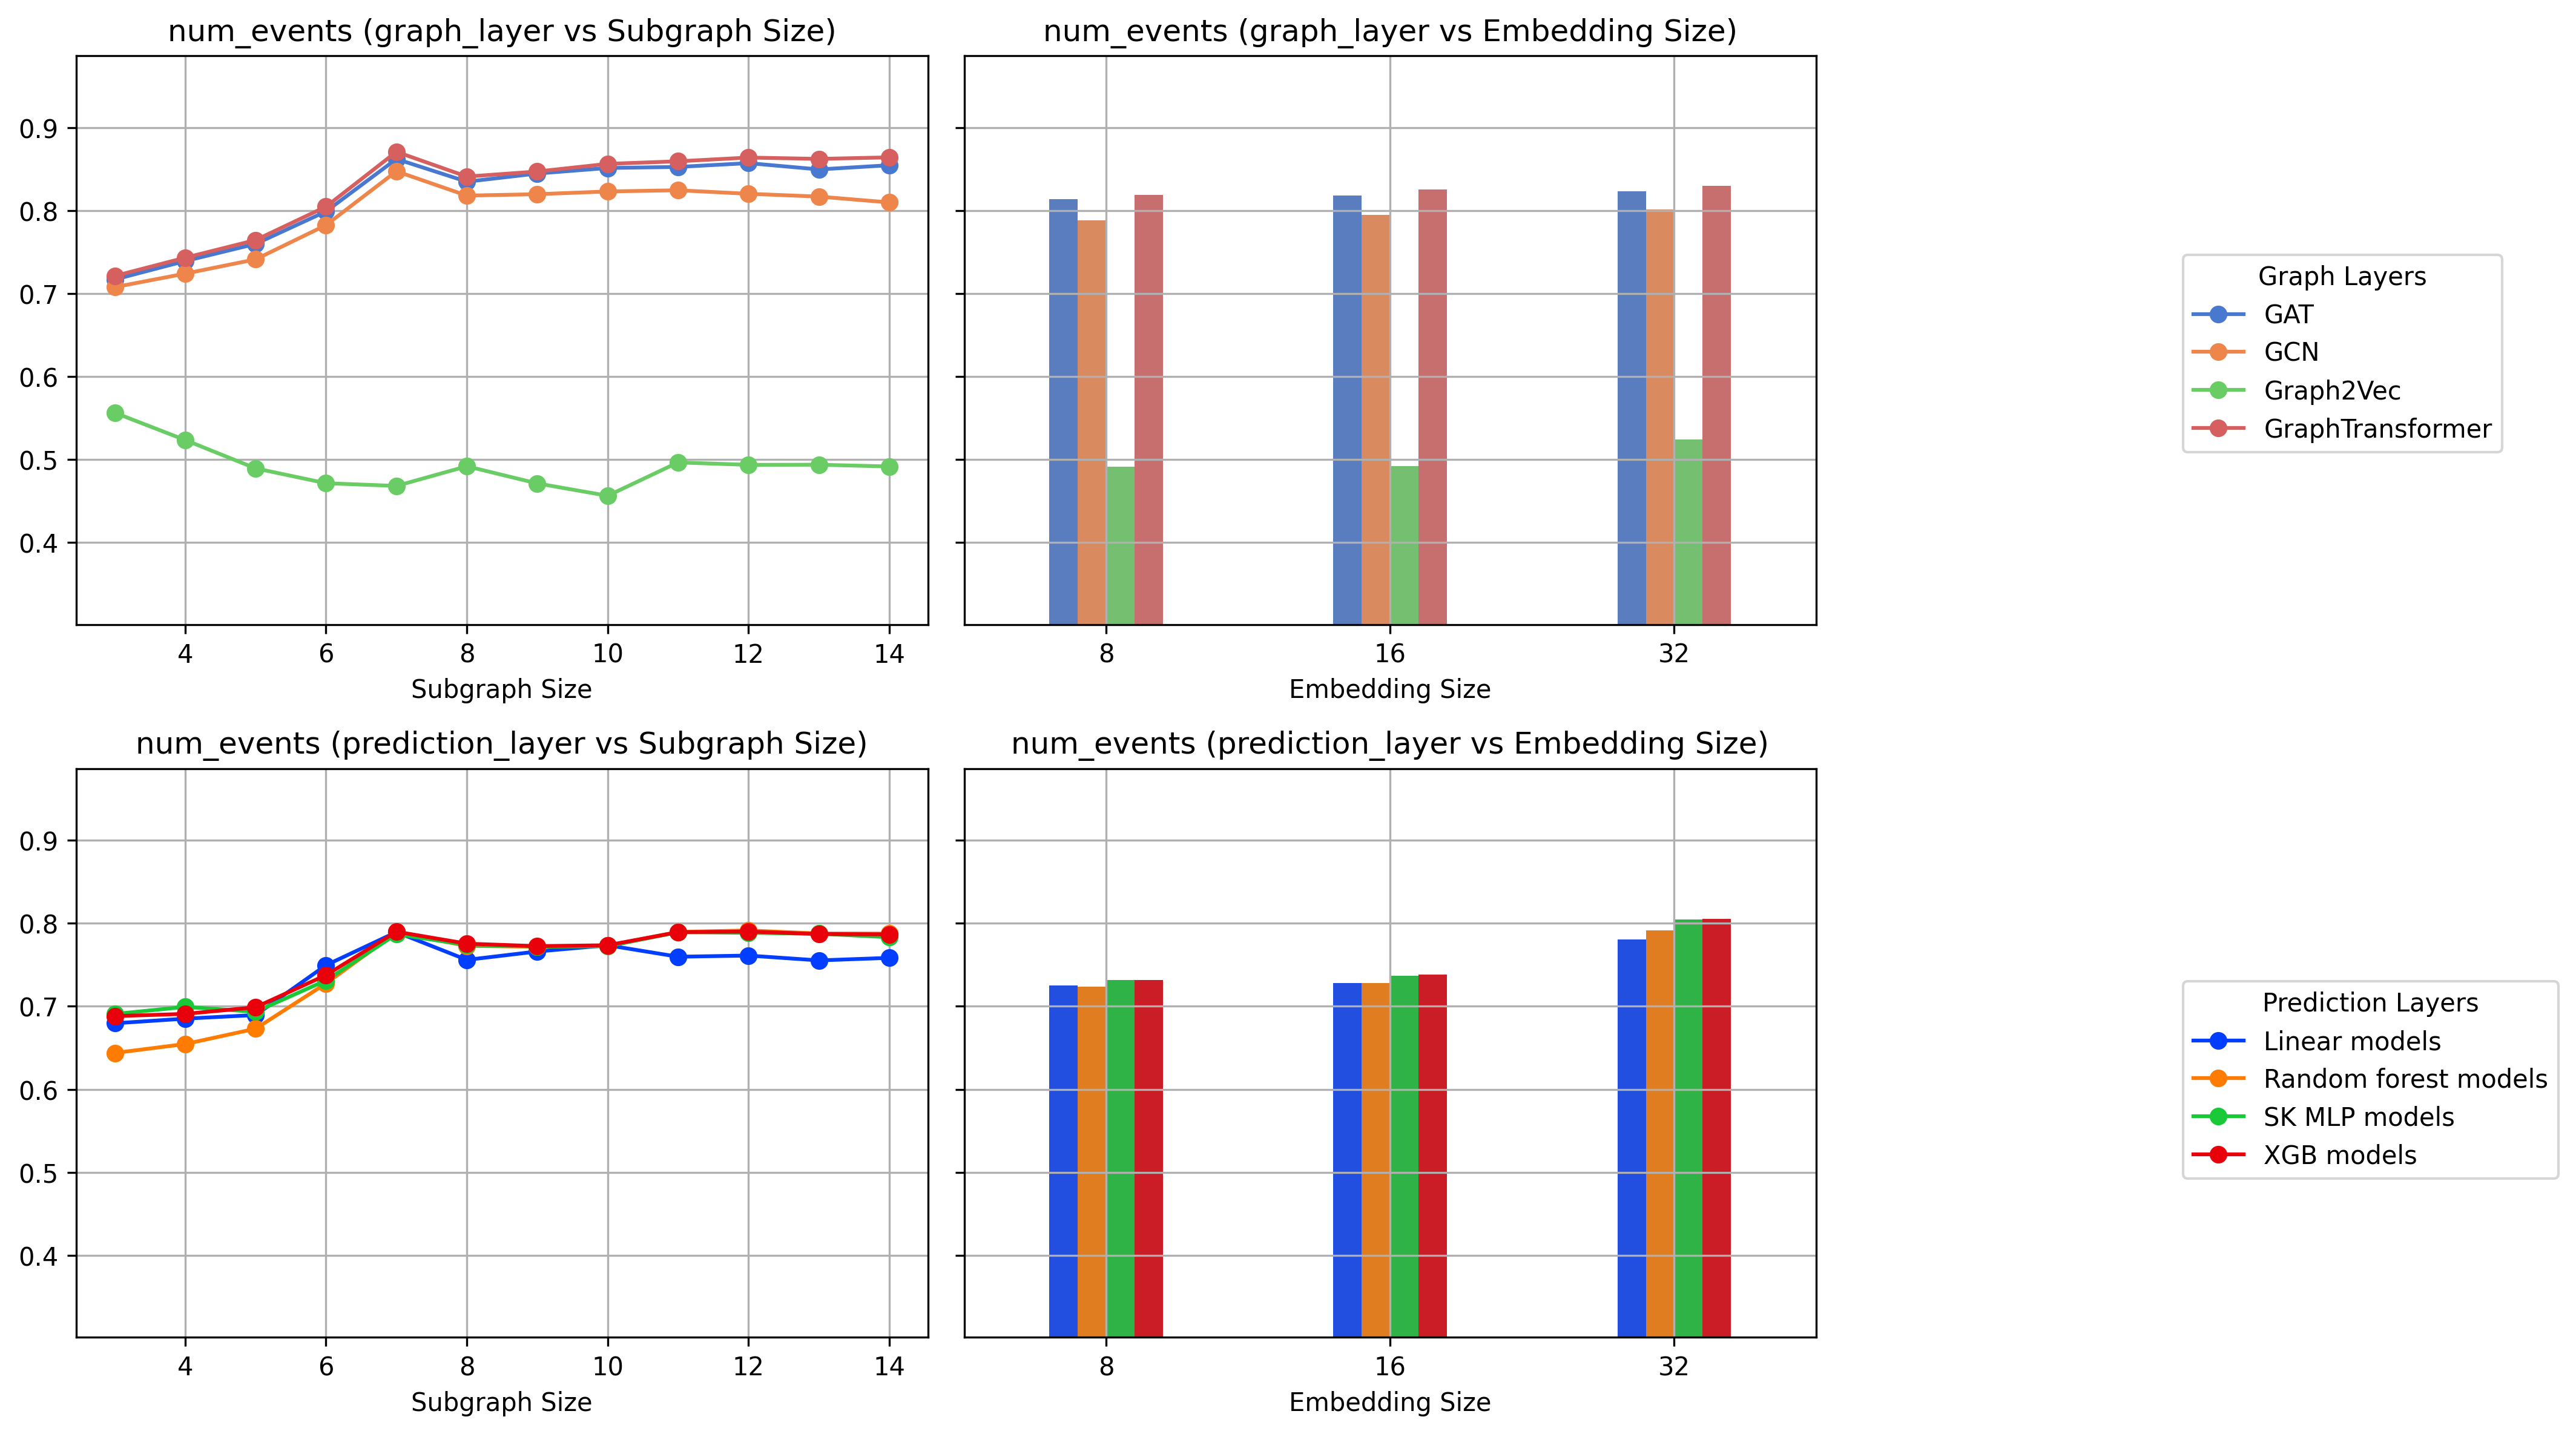 num_events (graph_layer vs Subgraph Size)
0.9
0.8
0.7
0.6
0.5
0.4
4 6 8 10 12 14
Subgraph Size
num_events (graph_layer vs Embedding Size)
8 16 32
Embedding Size
Graph Layers
GAT
GCN
Graph2Vec
GraphTransformer
num_events (prediction_layer vs Subgraph Size)
0.9
0.8
0.7
0.6
0.5
0.4
4 6 8 10 12 14
Subgraph Size
num_events (prediction_layer vs Embedding Size)
8 16 32
Embedding Size
Prediction Layers
Linear models
Random forest models
SK MLP models
XGB models